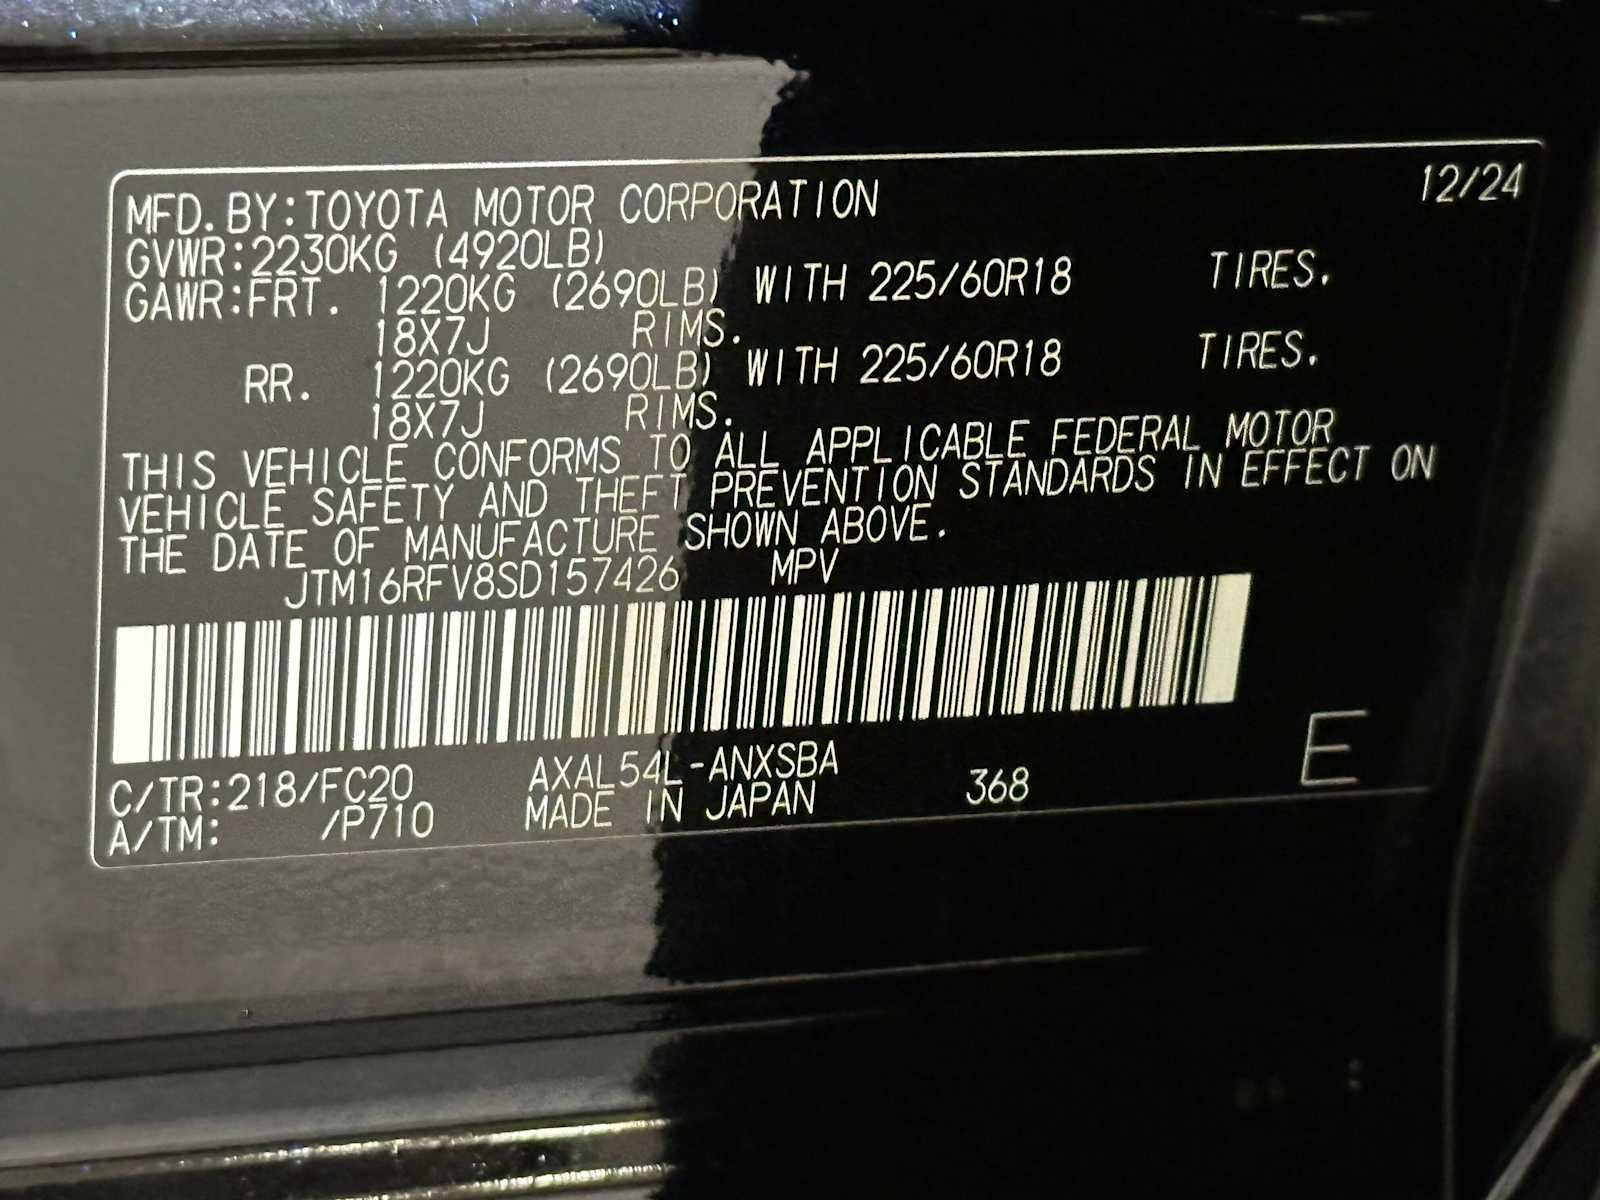 12/24
MFD.BY:TOYOTA MOTOR CORPORATION
GVWR:2230KG (4920LB)
GAWR:FRT. 1220KG (2690LB) WITH 225/60R18 TIRES.
18X7J RIMS.
RR. 1220KG (2690LB) WITH 225/60R18 TIRES.
18X7J RIMS.
THIS VEHICLE CONFORMS TO ALL APPLICABLE FEDERAL MOTOR
VEHICLE SAFETY AND THEFT PREVENTION STANDARDS IN EFFECT ON
THE DATE OF MANUFACTURE SHOWN ABOVE.
JTM16RFV8SD157426 MPV
C/TR:218/FC20 AXAL54L-ANXSBA
A/TM: /P710 MADE IN JAPAN 368
E